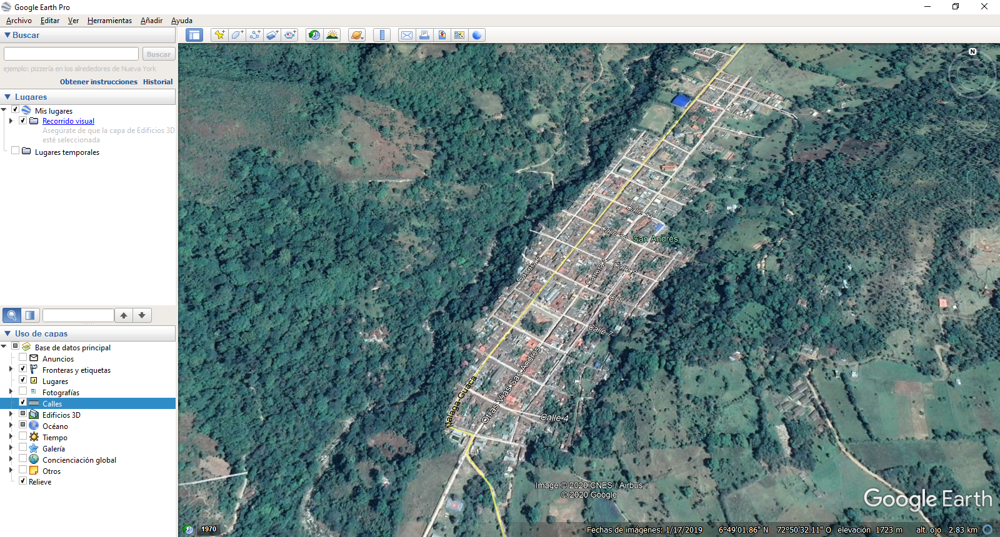 Google Earth Pro
Archivo Editar Ver Herramientas Añadir Ayuda
Buscar
Buscar
ejemplo: pizzería en los alrededores de Nueva York
Obtener instrucciones Historial
Lugares
Mis lugares
Recorrido visual
Asegúrate de que la capa de Edificios 3D
esté seleccionada
Lugares temporales
Uso de capas
Base de datos principal
Anuncios
Fronteras y etiquetas
Lugares
Fotografías
Calles
Edificios 3D
Océano
Tiempo
Galería
Concienciación global
Otros
Relieve
N
Calle 11
Calle 10
San Andrés
Carrera 6
Carrera 4
Calle 9
Cl 8
Calle 7
Otras Vías San Andres
Malaga-Guaca
Calle 4
Image © 2020 CNES / Airbus
© 2020 Google
Google Earth
1970
Fechas de imágenes: 1/17/2019 6°49'01.86" N 72°50'32.11" O elevación 1723 m alt. ojo 2.83 km